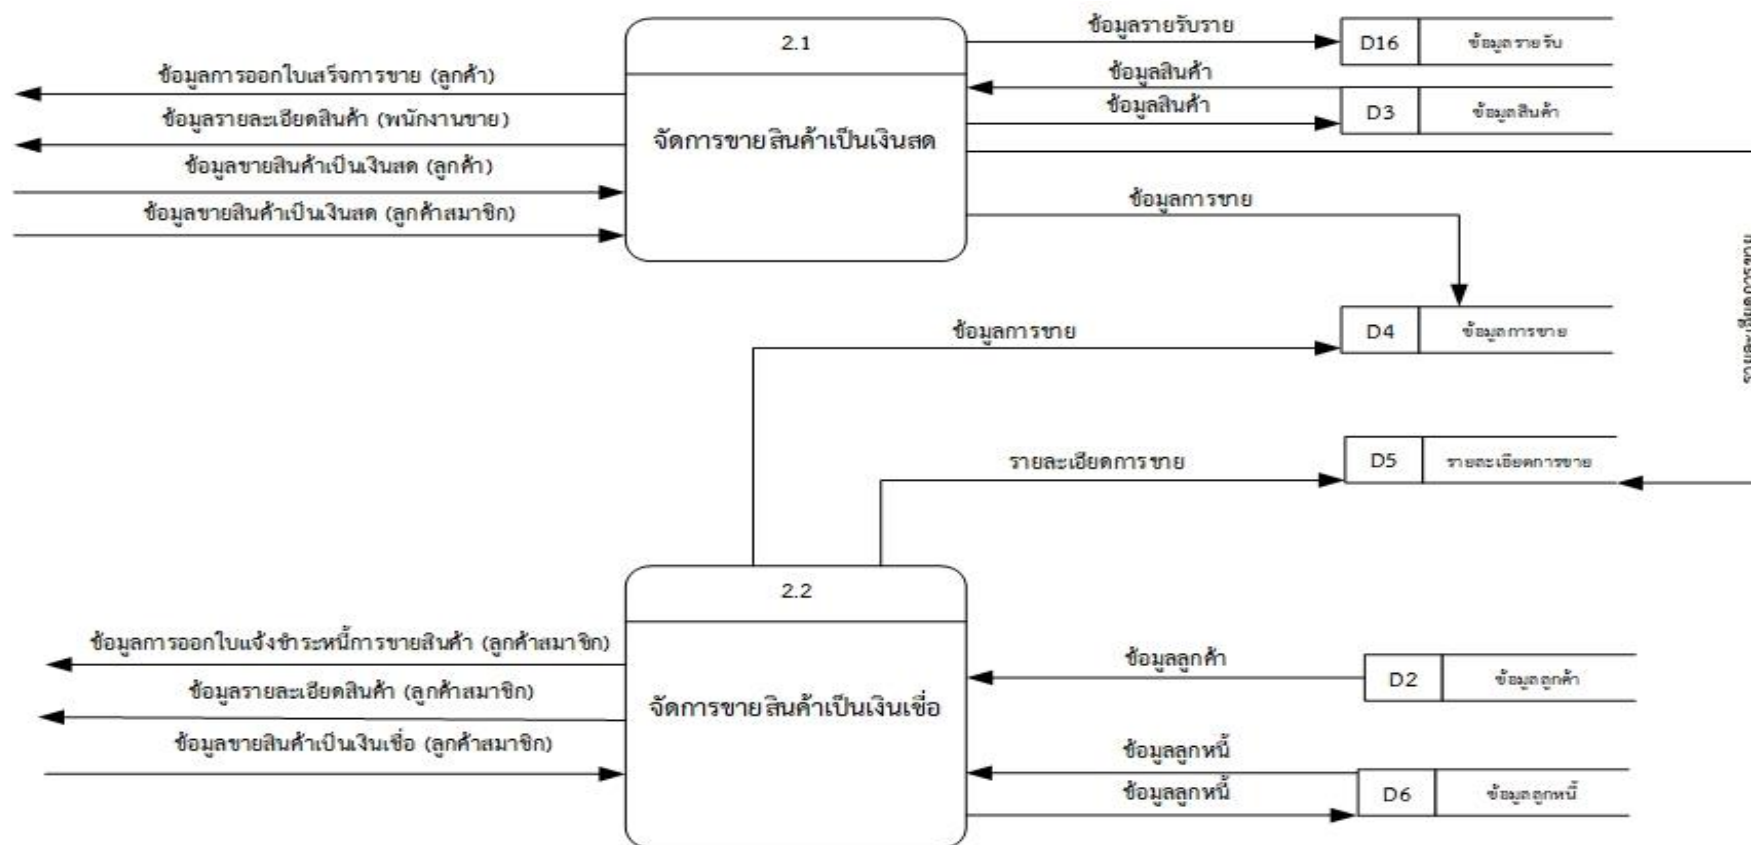 2.1
จัดการขายสินค้าเป็นเงินสด
ข้อมูลการออกใบเสร็จการขาย (ลูกค้า)
ข้อมูลรายละเอียดสินค้า (พนักงานขาย)
ข้อมูลขายสินค้าเป็นเงินสด (ลูกค้า)
ข้อมูลขายสินค้าเป็นเงินสด (ลูกค้าสมาชิก)
ข้อมูลรายรับราย
D16 ข้อมูลรายรับ
ข้อมูลสินค้า
ข้อมูลสินค้า
D3 ข้อมูลสินค้า
ข้อมูลการขาย
รายละเอียดการขาย
ข้อมูลการขาย
D4 ข้อมูลการขาย
รายละเอียดการขาย
D5 รายละเอียดการขาย
2.2
จัดการขายสินค้าเป็นเงินเชื่อ
ข้อมูลการออกใบแจ้งชำระหนี้การขายสินค้า (ลูกค้าสมาชิก)
ข้อมูลรายละเอียดสินค้า (ลูกค้าสมาชิก)
ข้อมูลขายสินค้าเป็นเงินเชื่อ (ลูกค้าสมาชิก)
ข้อมูลลูกค้า
D2 ข้อมูลลูกค้า
ข้อมูลลูกหนี้
ข้อมูลลูกหนี้
D6 ข้อมูลลูกหนี้